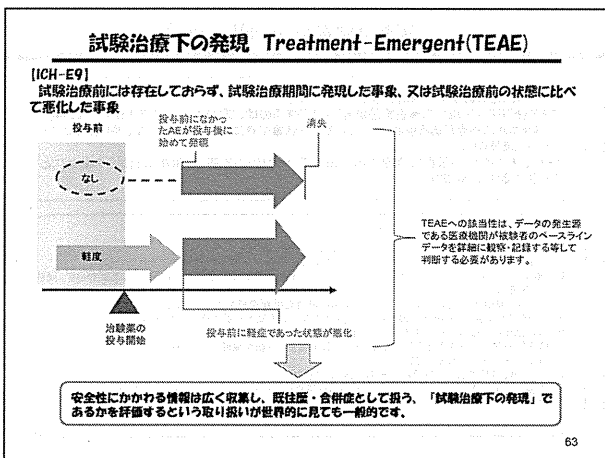 試験治療下の発現 Treatment-Emergent(TEAE)
[ICH-E9]
試験治療前には存在しておらず、試験治療期間に発現した事象、又は試験治療前の状態に比べ
て悪化した事象
投与前
投与前になかっ
たAEが投与後に
始めて発現
消失
なし
TEAEへの該当性は、データの発生源
である医療機関が被験者のベースライン
データを詳細に観察・記録する等して
判断する必要があります。
軽度
治験薬の
投与開始
投与前に軽症であった状態が悪化
安全性にかかわる情報は広く収集し、既往歴・合併症として扱う、「試験治療下の発現」で
あるかを評価するという取り扱いが世界的に見ても一般的です。
63